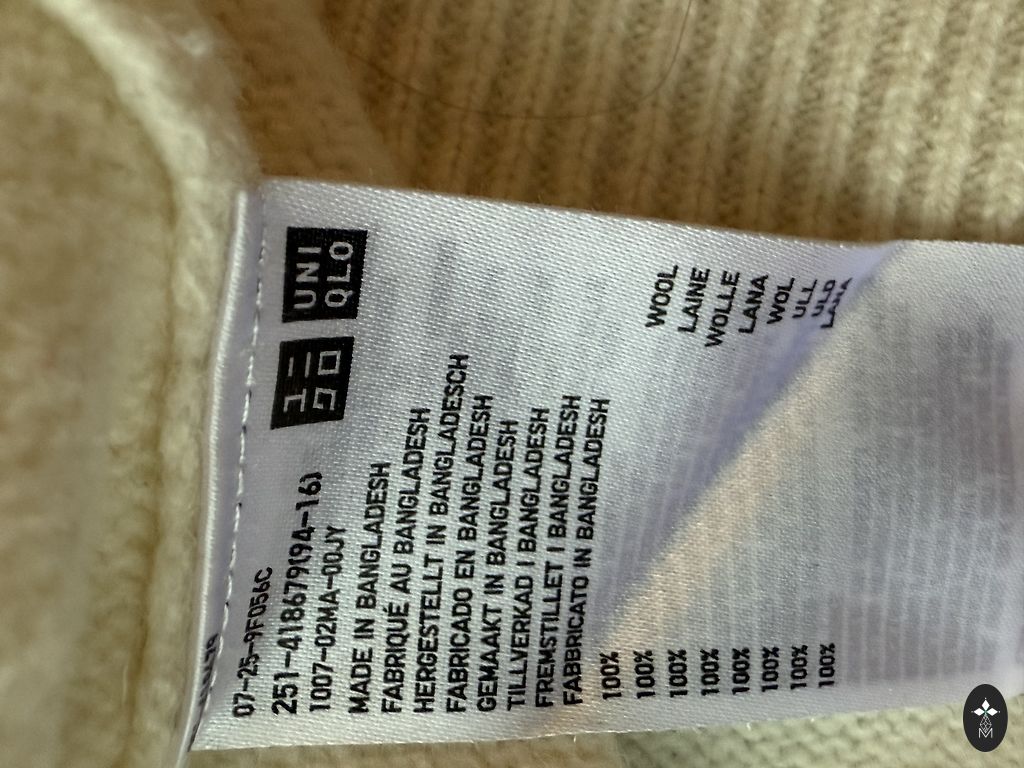 UNI
QLO
ユニ
クロ
07-25-9F056C
251-418679(94-16)
1007-02MA-00JY
MADE IN BANGLADESH
FABRIQUÉ AU BANGLADESH
HERGESTELLT IN BANGLADESCH
FABRICADO EN BANGLADESH
GEMAAKT IN BANGLADESH
TILLVERKAD I BANGLADESH
FREMSTILLET I BANGLADESH
FABBRICATO IN BANGLADESH
100% WOOL
100% LAINE
100% WOLLE
100% LANA
100% WOL
100% ULL
100% ULD
100% LANA
M